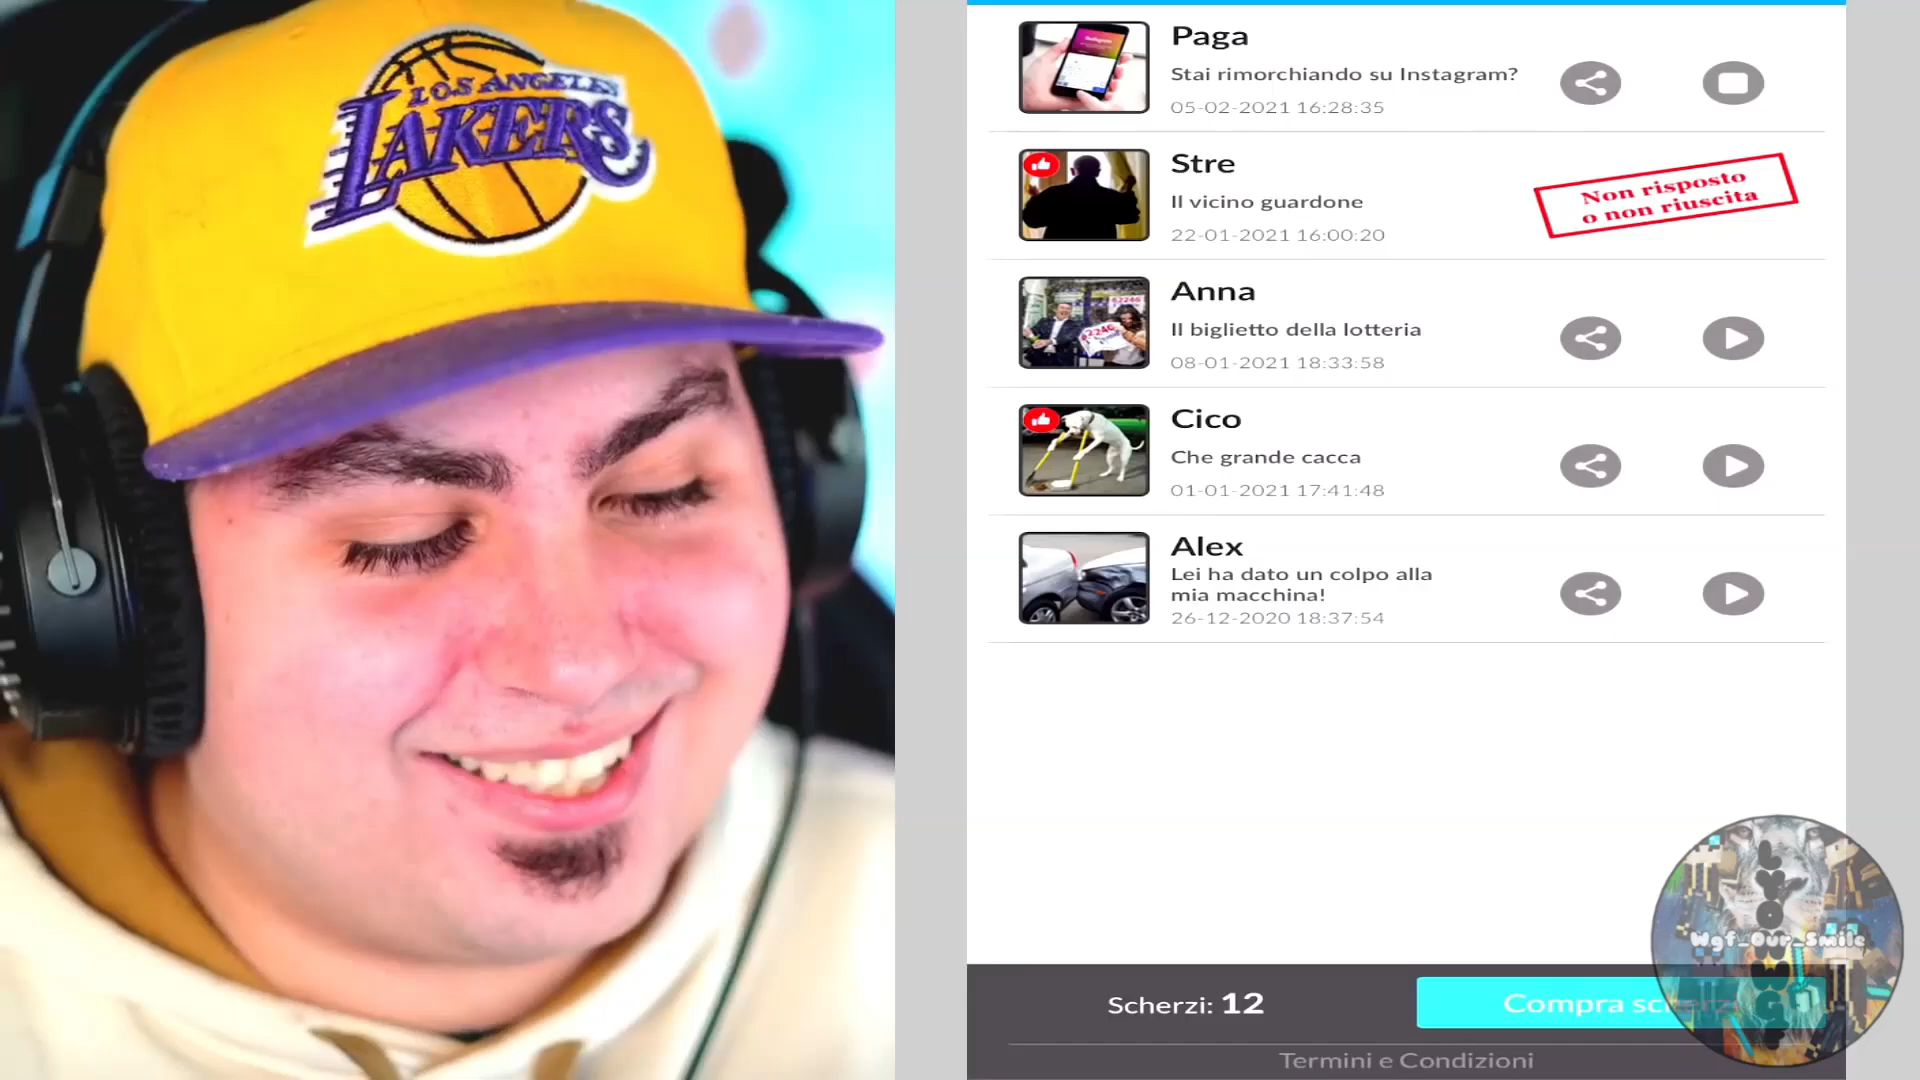 LOS ANGELES
LAKERS
Paga
Stai rimorchiando su Instagram?
05-02-2021 16:28:35
Stre
Il vicino guardone
22-01-2021 16:00:20
Non risposto
o non riuscita
Anna
Il biglietto della lotteria
08-01-2021 18:33:58
Cico
Che grande cacca
01-01-2021 17:41:48
Alex
Lei ha dato un colpo alla
mia macchina!
26-12-2020 18:37:54
Wgf_Our_Smile
Scherzi: 12
Compra
Termini e Condizioni